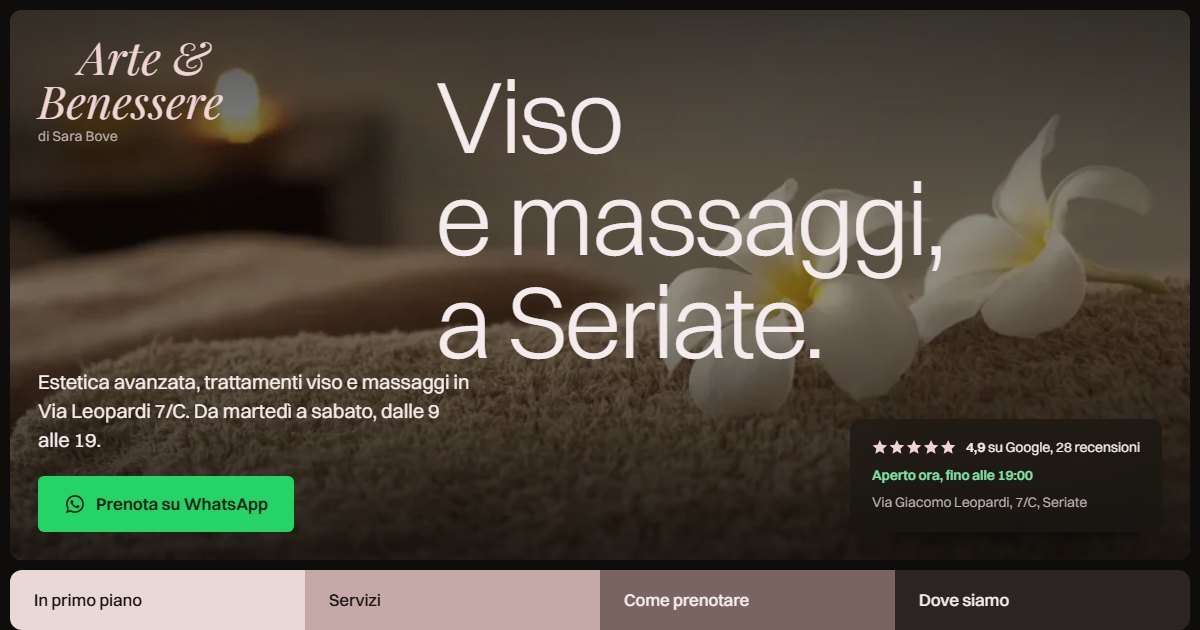 Arte &
Benessere
di Sara Bove
Viso
e massaggi,
a Seriate.
Estetica avanzata, trattamenti viso e massaggi in
Via Leopardi 7/C. Da martedì a sabato, dalle 9
alle 19.
Prenota su WhatsApp
4,9 su Google, 28 recensioni
Aperto ora, fino alle 19:00
Via Giacomo Leopardi, 7/C, Seriate
In primo piano
Servizi
Come prenotare
Dove siamo